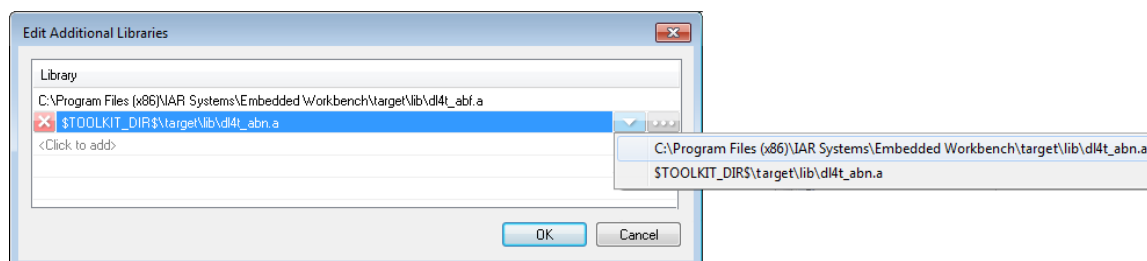 Edit Additional Libraries
Library
C:\Program Files (x86)\IAR Systems\Embedded Workbench\target\lib\dl4t_abf.a
$TOOLKIT_DIR$\target\lib\dl4t_abn.a
<Click to add>
C:\Program Files (x86)\IAR Systems\Embedded Workbench\target\lib\dl4t_abn.a
$TOOLKIT_DIR$\target\lib\dl4t_abn.a
OK Cancel